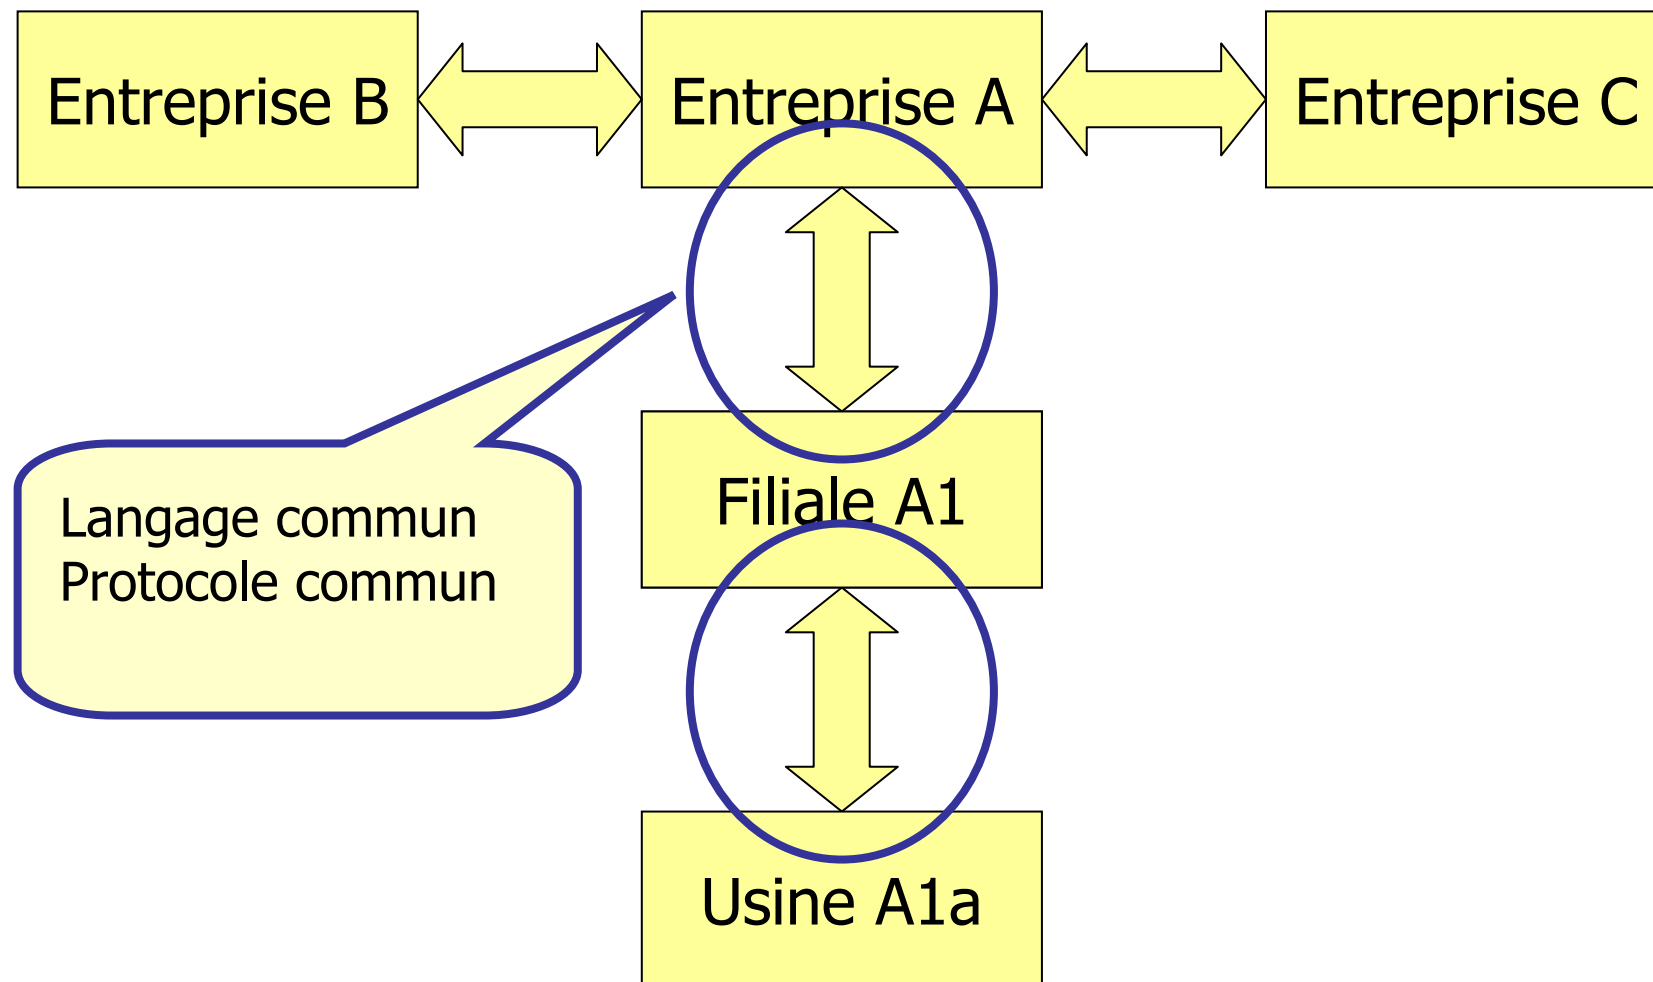 Entreprise B
Entreprise A
Entreprise C
Filiale A1
Langage commun
Protocole commun
Usine A1a